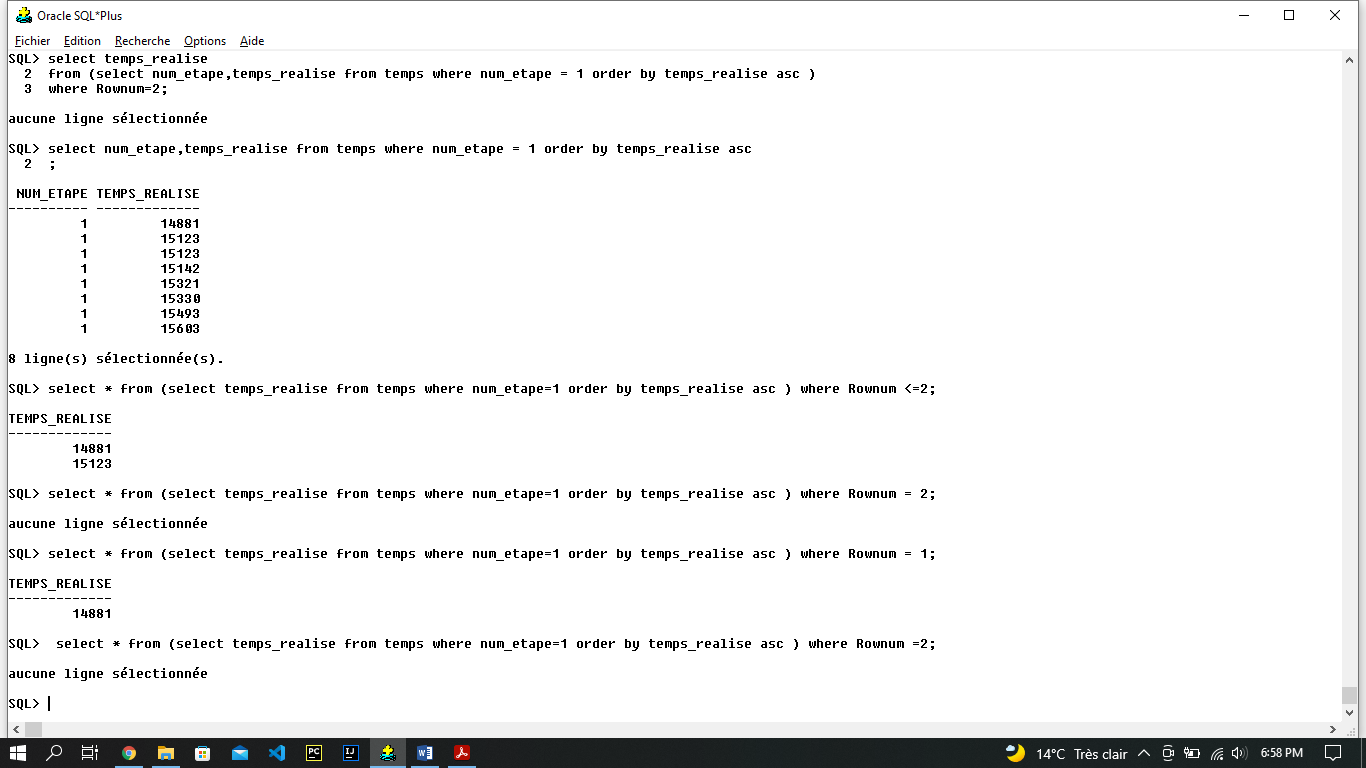 Oracle SQL*Plus
Fichier Edition Recherche Options Aide
SQL> select temps_realise
  2  from (select num_etape,temps_realise from temps where num_etape = 1 order by temps_realise asc )
  3  where Rownum=2;
aucune ligne sélectionnée
SQL> select num_etape,temps_realise from temps where num_etape = 1 order by temps_realise asc
  2  ;
 NUM_ETAPE TEMPS_REALISE
---------- -------------
         1         14881
         1         15123
         1         15123
         1         15142
         1         15321
         1         15330
         1         15493
         1         15603
8 ligne(s) sélectionnée(s).
SQL> select * from (select temps_realise from temps where num_etape=1 order by temps_realise asc ) where Rownum <=2;
TEMPS_REALISE
-------------
        14881
        15123
SQL> select * from (select temps_realise from temps where num_etape=1 order by temps_realise asc ) where Rownum = 2;
aucune ligne sélectionnée
SQL> select * from (select temps_realise from temps where num_etape=1 order by temps_realise asc ) where Rownum = 1;
TEMPS_REALISE
-------------
        14881
SQL>  select * from (select temps_realise from temps where num_etape=1 order by temps_realise asc ) where Rownum =2;
aucune ligne sélectionnée
SQL>
PC IJ W 14°C Très clair 6:58 PM